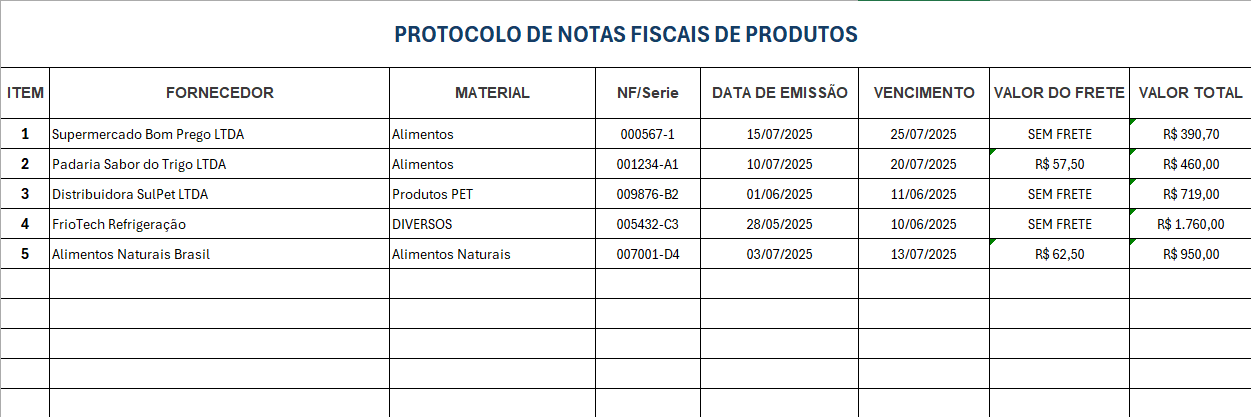 PROTOCOLO DE NOTAS FISCAIS DE PRODUTOS
ITEM FORNECEDOR MATERIAL NF/Serie DATA DE EMISSÃO VENCIMENTO VALOR DO FRETE VALOR TOTAL
1 Supermercado Bom Prego LTDA Alimentos 000567-1 15/07/2025 25/07/2025 SEM FRETE R$ 390,70
2 Padaria Sabor do Trigo LTDA Alimentos 001234-A1 10/07/2025 20/07/2025 R$ 57,50 R$ 460,00
3 Distribuidora SulPet LTDA Produtos PET 009876-B2 01/06/2025 11/06/2025 SEM FRETE R$ 719,00
4 FrioTech Refrigeração DIVERSOS 005432-C3 28/05/2025 10/06/2025 SEM FRETE R$ 1.760,00
5 Alimentos Naturais Brasil Alimentos Naturais 007001-D4 03/07/2025 13/07/2025 R$ 62,50 R$ 950,00